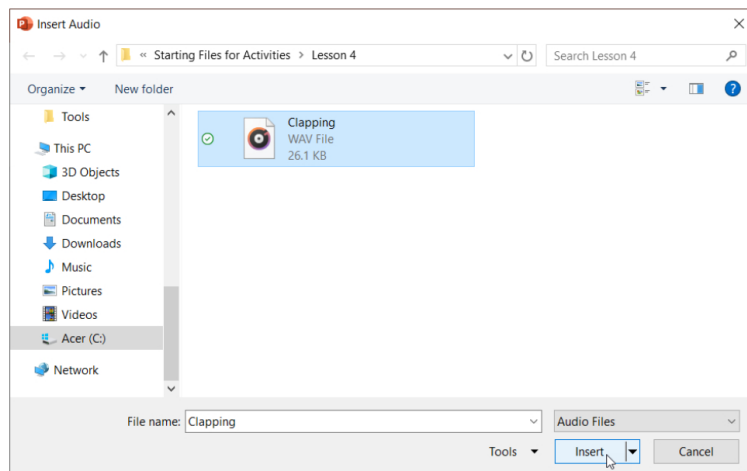 Insert Audio
« Starting Files for Activities > Lesson 4
Search Lesson 4
Organize
New folder
Tools
This PC
3D Objects
Desktop
Documents
Downloads
Music
Pictures
Videos
Acer (C:)
Network
Clapping
WAV File
26.1 KB
File name: Clapping
Audio Files
Tools
Insert
Cancel